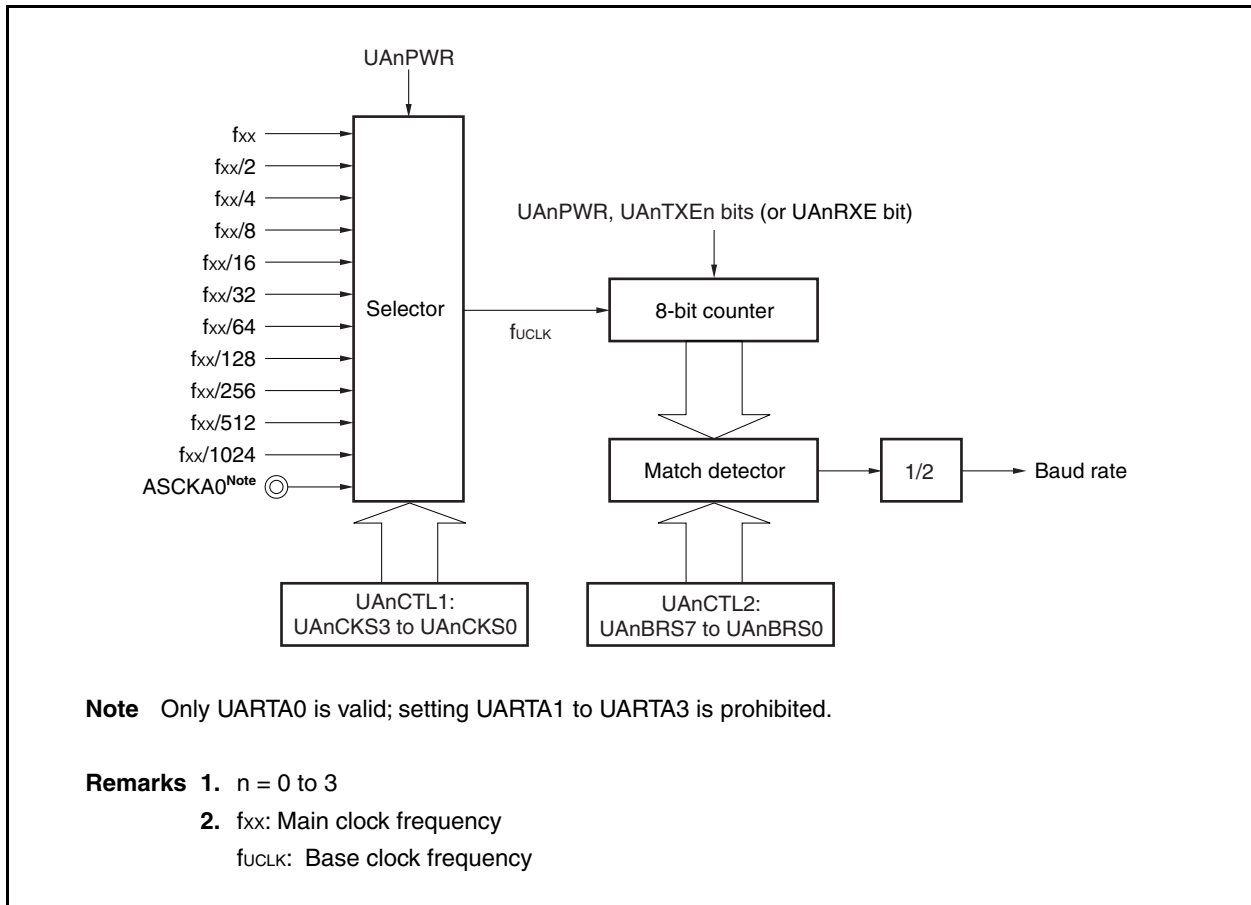 UAnPWR
fxx
fxx/2
fxx/4
fxx/8
fxx/16
fxx/32
fxx/64
fxx/128
fxx/256
fxx/512
fxx/1024
ASCKA0Note
Selector
fUCLK
UAnPWR, UAnTXEn bits (or UAnRXE bit)
8-bit counter
Match detector
1/2
Baud rate
UAnCTL1:
UAnCKS3 to UAnCKS0
UAnCTL2:
UAnBRS7 to UAnBRS0
Note Only UARTA0 is valid; setting UARTA1 to UARTA3 is prohibited.
Remarks 1. n = 0 to 3
2. fxx: Main clock frequency
fUCLK: Base clock frequency